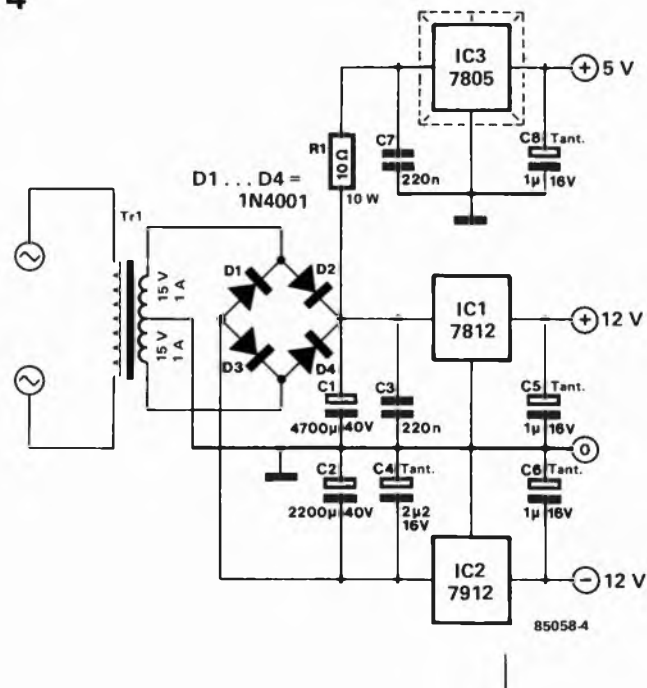 4
IC3
7805
+ 5 V
R1
10Ω
10 W
C7
220n
C8 Tant.
1µ 16V
D1 . . . D4 =
1N4001
Tr1
15 V
1 A
15 V
1 A
D1
D2
D3
D4
IC1
7812
+ 12 V
C1
4700µ 40V
C3
220n
C5 Tant.
1µ 16V
0
C2
2200µ 40V
C4 Tant.
2µ2
16V
C6 Tant.
1µ 16V
IC2
7912
− 12 V
85058-4